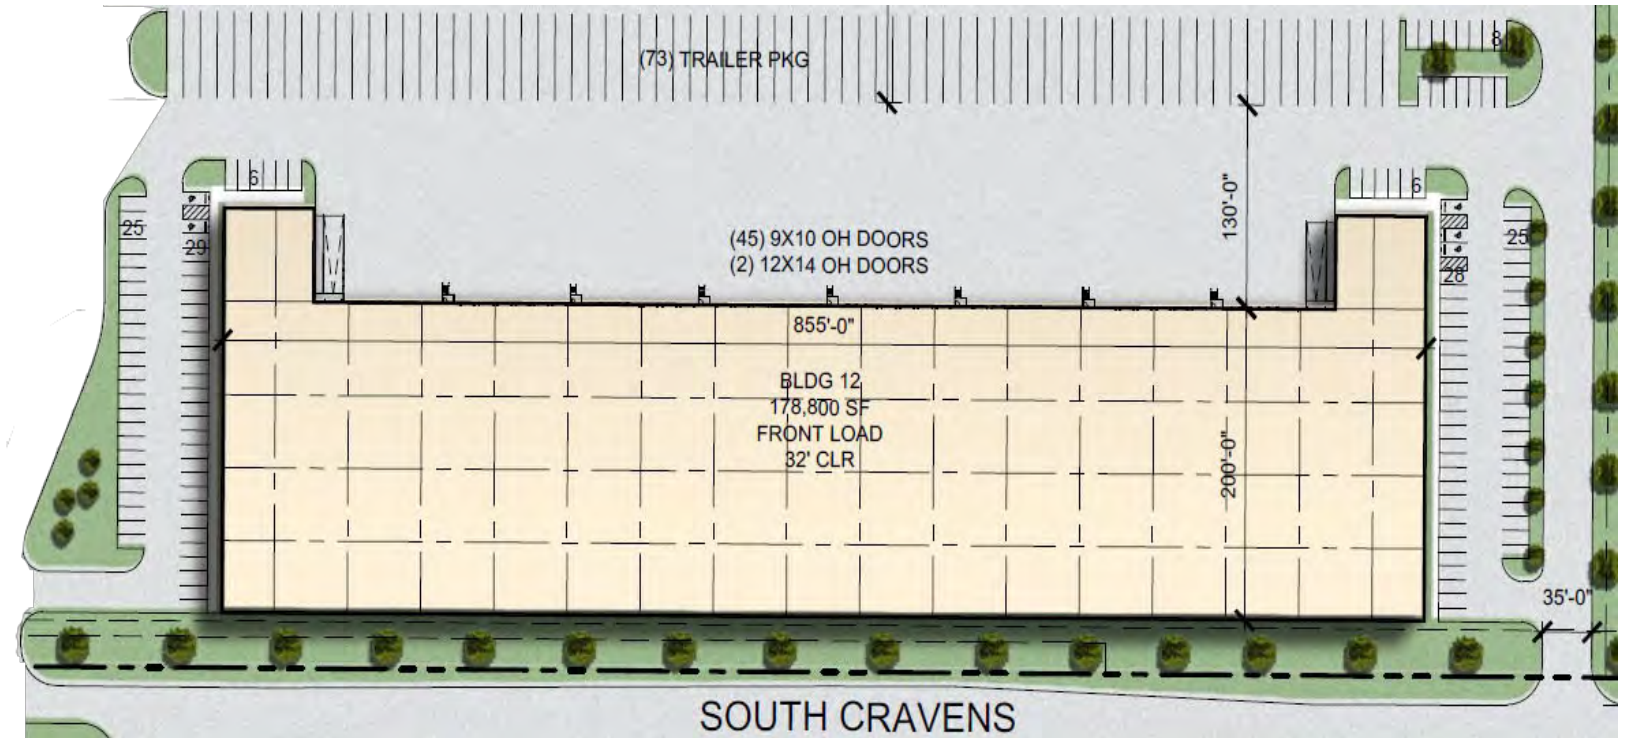 (73) TRAILER PKG
8
6
6
25
29
(45) 9X10 OH DOORS
(2) 12X14 OH DOORS
130'-0"
25
28
855'-0"
BLDG 12
178,800 SF
FRONT LOAD
32' CLR
200'-0"
35'-0"
SOUTH CRAVENS